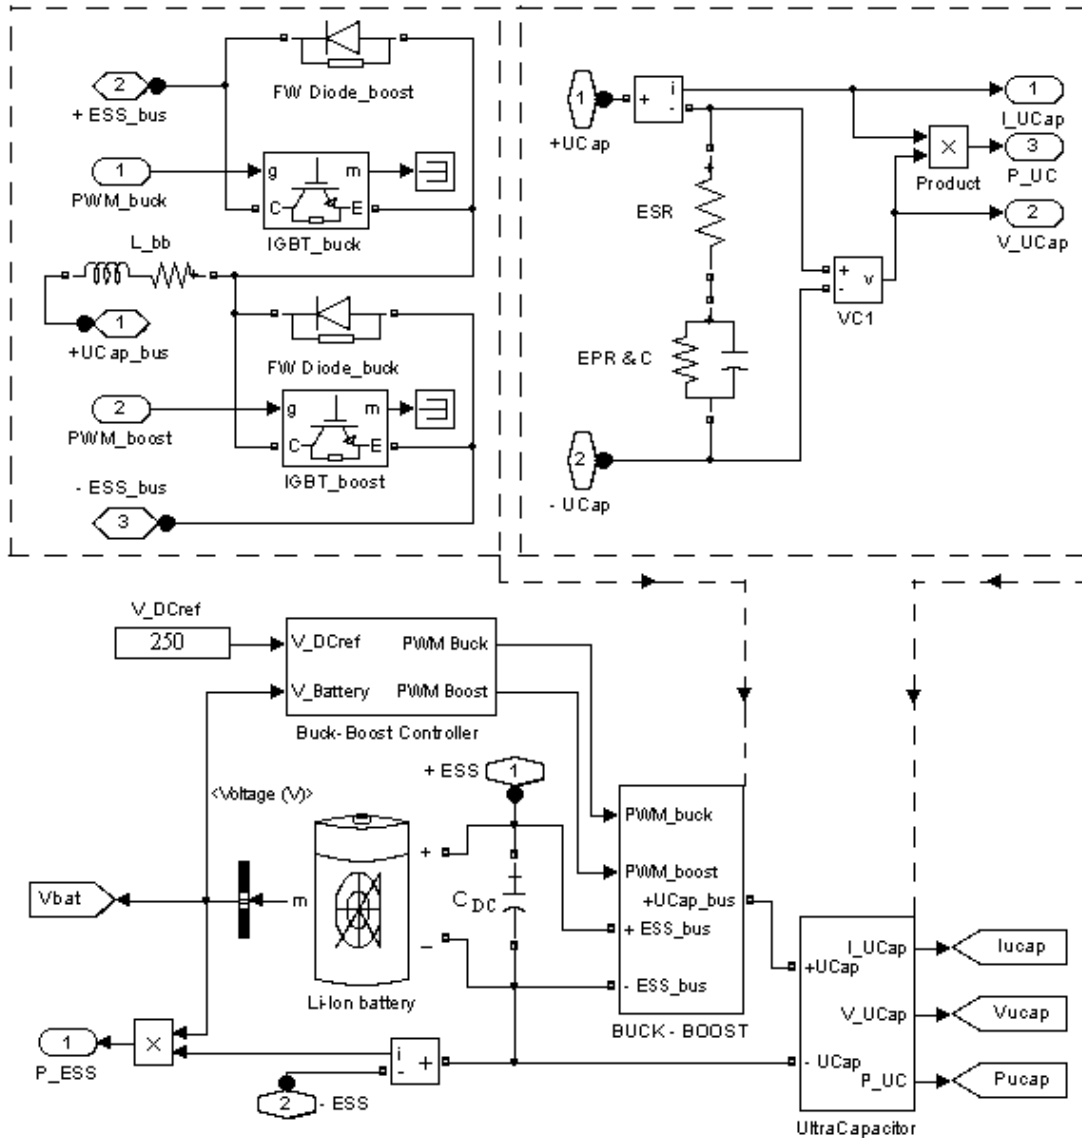 2
+ ESS_bus
FW Diode_boost
1
PWM_buck
g m
C E
IGBT_buck
L_bb
1
+UCap_bus
FW Diode_buck
2
PWM_boost
g m
C E
IGBT_boost
- ESS_bus
3
1
+UCap
+ i
-
1
I_UCap
×
Product
3
P_UC
2
V_UCap
ESR
+
- v
VC1
EPR & C
2
- UCap
V_DCref
250
V_DCref
V_Battery
PWM Buck
PWM Boost
Buck-Boost Controller
+ ESS
1
<Voltage (V)>
Vbat
m
+
-
Li-Ion battery
+
C DC
PWM_buck
PWM_boost
+UCap_bus
+ ESS_bus
- ESS_bus
BUCK - BOOST
+UCap
- UCap
I_UCap
V_UCap
P_UC
UltraCapacitor
Iucap
Vucap
Pucap
1
P_ESS
×
i
- +
2
- ESS